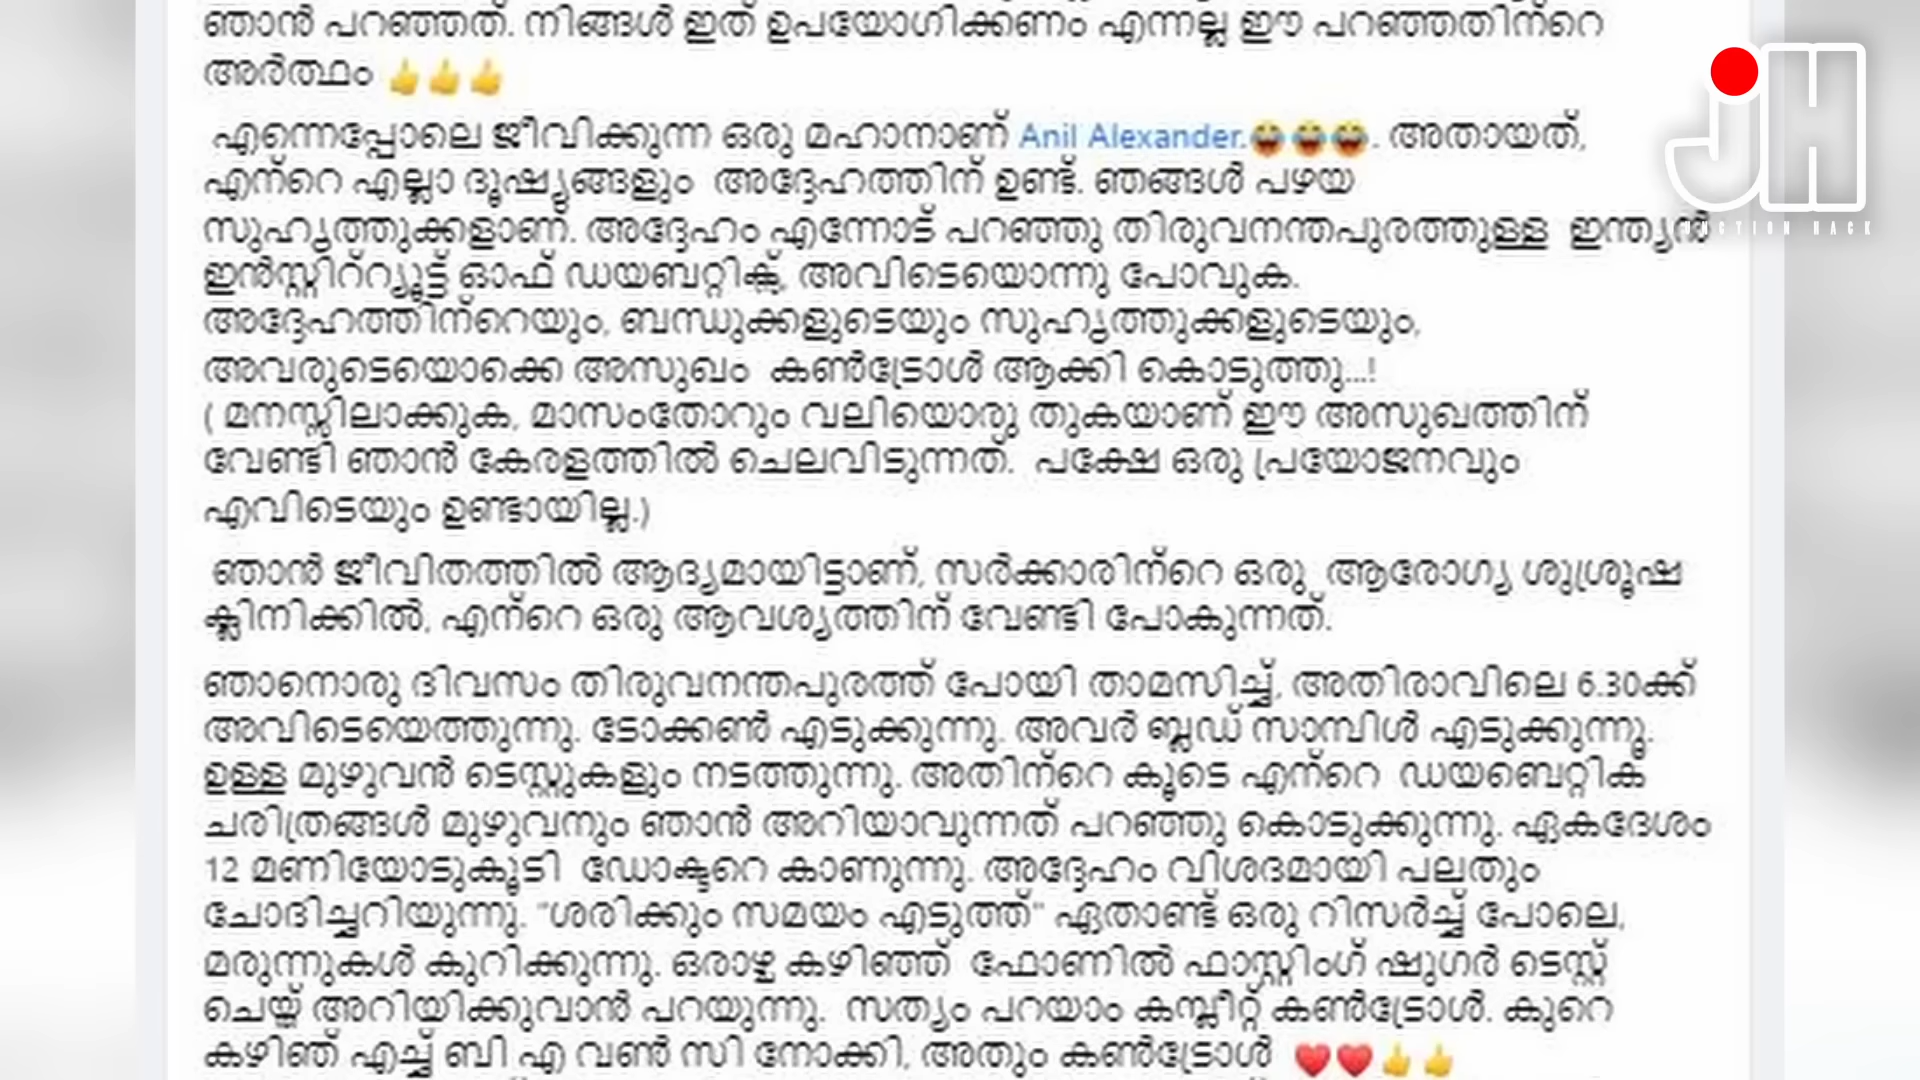 ഞാൻ പറഞ്ഞത്. നിങ്ങൾ ഇത് ഉപയോഗിക്കണം എന്നല്ല ഈ പറഞ്ഞതിന്റെ
അർത്ഥം 👍👍👍
എന്നെപ്പോലെ ജീവിക്കുന്ന ഒരു മഹാനാണ് Anil Alexander.😂😂😂. അതായത്,
എന്റെ എല്ലാ ദൂഷ്യങ്ങളും അദ്ദേഹത്തിന് ഉണ്ട്. ഞങ്ങൾ പഴയ
സുഹൃത്തുക്കളാണ്. അദ്ദേഹം എന്നോട് പറഞ്ഞു തിരുവനന്തപുരത്തുള്ള ഇന്ത്യൻ
ഇൻസ്റ്റിറ്റ്യൂട്ട് ഓഫ് ഡയബറ്റിക്സ്, അവിടെയൊന്നു പോവുക.
അദ്ദേഹത്തിന്റെയും, ബന്ധുക്കളുടെയും സുഹൃത്തുക്കളുടെയും,
അവരുടെയൊക്കെ അസുഖം കൺട്രോൾ ആക്കി കൊടുത്തു...!
( മനസ്സിലാക്കുക, മാസംതോറും വലിയൊരു തുകയാണ് ഈ അസുഖത്തിന്
വേണ്ടി ഞാൻ കേരളത്തിൽ ചെലവിടുന്നത്. പക്ഷേ ഒരു പ്രയോജനവും
എവിടെയും ഉണ്ടായില്ല.)
ഞാൻ ജീവിതത്തിൽ ആദ്യമായിട്ടാണ്, സർക്കാരിന്റെ ഒരു ആരോഗ്യ ശുശ്രൂഷ
ക്ലിനിക്കിൽ, എന്റെ ഒരു ആവശ്യത്തിന് വേണ്ടി പോകുന്നത്.
ഞാനൊരു ദിവസം തിരുവനന്തപുരത്ത് പോയി താമസിച്ച്, അതിരാവിലെ 6.30ക്ക്
അവിടെയെത്തുന്നു. ടോക്കൺ എടുക്കുന്നു. അവർ ബ്ലഡ് സാമ്പിൾ എടുക്കുന്നു.
ഉള്ള മുഴുവൻ ടെസ്റ്റുകളും നടത്തുന്നു. അതിന്റെ കൂടെ എന്റെ ഡയബെറ്റിക്
ചരിത്രങ്ങൾ മുഴുവനും ഞാൻ അറിയാവുന്നത് പറഞ്ഞു കൊടുക്കുന്നു. ഏകദേശം
12 മണിയോടുകൂടി ഡോക്ടറെ കാണുന്നു. അദ്ദേഹം വിശദമായി പലതും
ചോദിച്ചറിയുന്നു. "ശരിക്കും സമയം എടുത്ത്" ഏതാണ്ട് ഒരു റിസർച്ച് പോലെ,
മരുന്നുകൾ കുറിക്കുന്നു. ഒരാഴ്ച കഴിഞ്ഞ് ഫോണിൽ ഫാസ്റ്റിംഗ് ഷുഗർ ടെസ്റ്റ്
ചെയ്ത് അറിയിക്കുവാൻ പറയുന്നു. സത്യം പറയാം കമ്പ്ലീറ്റ് കൺട്രോൾ. കുറെ
കഴിഞ് എച്ച് ബി എ വൺ സി നോക്കി, അതും കൺട്രോൾ ❤️❤️👍👍
JH
JUNCTION HACK